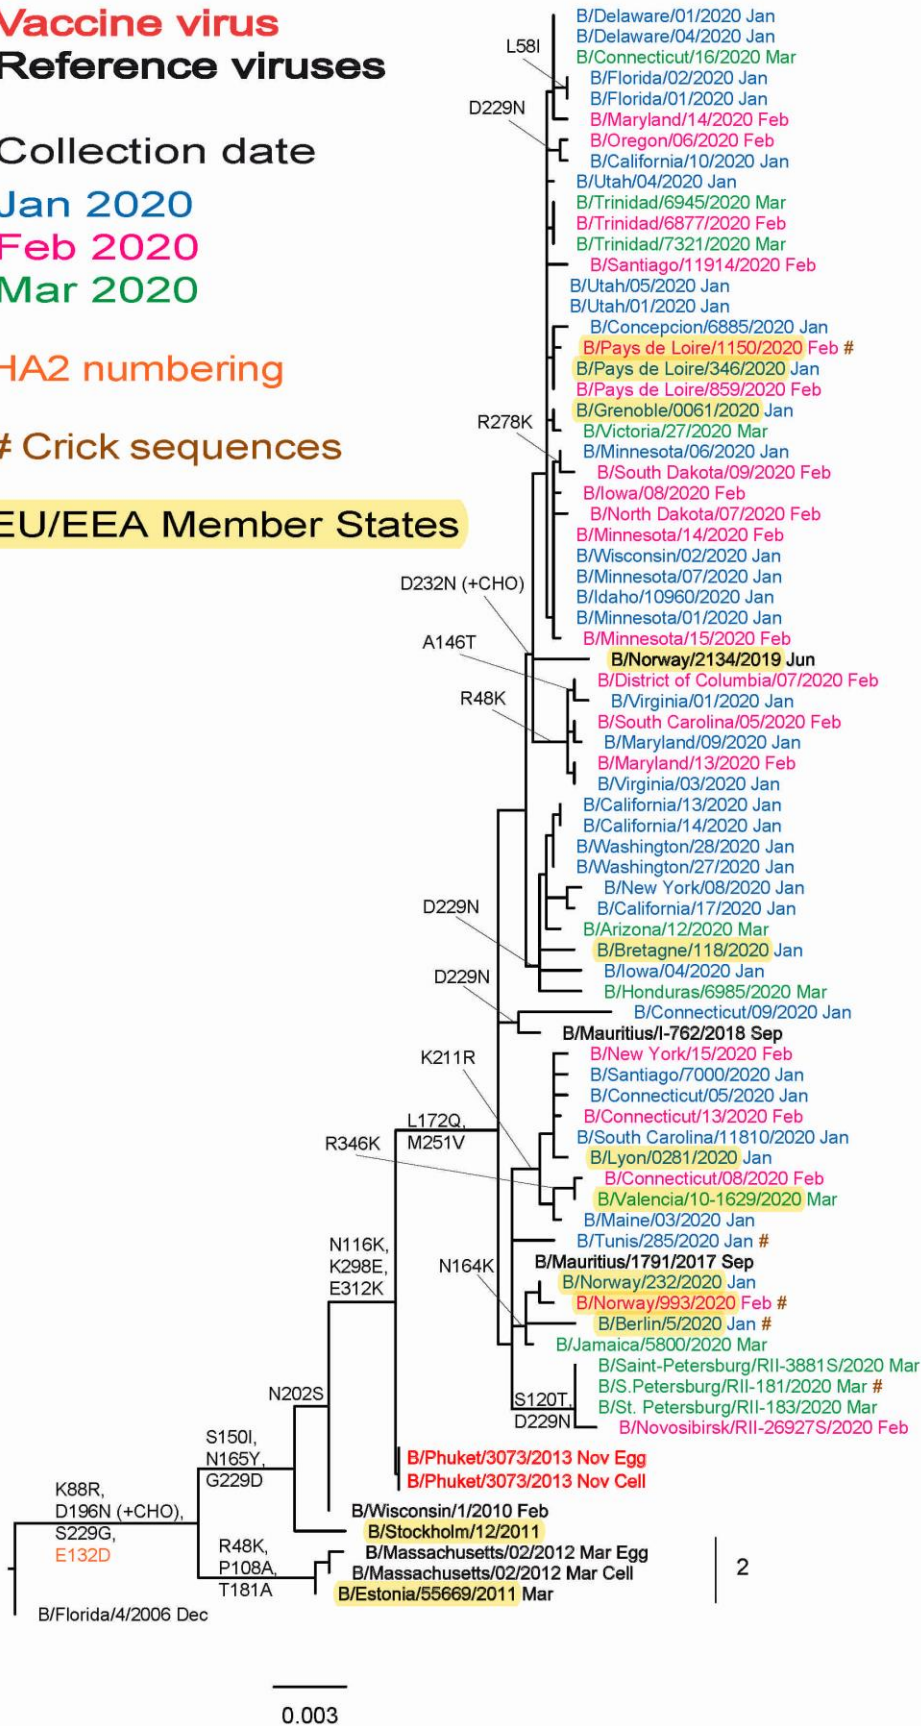 Vaccine virus
Reference viruses
Collection date
Jan 2020
Feb 2020
Mar 2020
HA2 numbering
# Crick sequences
EU/EEA Member States
B/Delaware/01/2020 Jan
B/Delaware/04/2020 Jan
L58I
B/Connecticut/16/2020 Mar
B/Florida/02/2020 Jan
B/Florida/01/2020 Jan
D229N
B/Maryland/14/2020 Feb
B/Oregon/06/2020 Feb
B/California/10/2020 Jan
B/Utah/04/2020 Jan
B/Trinidad/6945/2020 Mar
B/Trinidad/6877/2020 Feb
B/Trinidad/7321/2020 Mar
B/Santiago/11914/2020 Feb
B/Utah/05/2020 Jan
B/Utah/01/2020 Jan
B/Concepcion/6885/2020 Jan
B/Pays de Loire/1150/2020 Feb #
B/Pays de Loire/346/2020 Jan
B/Pays de Loire/859/2020 Feb
B/Grenoble/0061/2020 Jan
R278K
B/Victoria/27/2020 Mar
B/Minnesota/06/2020 Jan
B/South Dakota/09/2020 Feb
B/Iowa/08/2020 Feb
B/North Dakota/07/2020 Feb
B/Minnesota/14/2020 Feb
B/Wisconsin/02/2020 Jan
B/Minnesota/07/2020 Jan
D232N (+CHO)
B/Idaho/10960/2020 Jan
B/Minnesota/01/2020 Jan
B/Minnesota/15/2020 Feb
A146T
B/Norway/2134/2019 Jun
B/District of Columbia/07/2020 Feb
R48K
B/Virginia/01/2020 Jan
B/South Carolina/05/2020 Feb
B/Maryland/09/2020 Jan
B/Maryland/13/2020 Feb
B/Virginia/03/2020 Jan
B/California/13/2020 Jan
B/California/14/2020 Jan
B/Washington/28/2020 Jan
B/Washington/27/2020 Jan
B/New York/08/2020 Jan
D229N
B/California/17/2020 Jan
B/Arizona/12/2020 Mar
B/Bretagne/118/2020 Jan
B/Iowa/04/2020 Jan
D229N
B/Honduras/6985/2020 Mar
B/Connecticut/09/2020 Jan
B/Mauritius/I-762/2018 Sep
K211R
B/New York/15/2020 Feb
B/Santiago/7000/2020 Jan
B/Connecticut/05/2020 Jan
B/Connecticut/13/2020 Feb
L172Q,
M251V
B/South Carolina/11810/2020 Jan
R346K
B/Lyon/0281/2020 Jan
B/Connecticut/08/2020 Feb
B/Valencia/10-1629/2020 Mar
B/Maine/03/2020 Jan
B/Tunis/285/2020 Jan #
N116K,
K298E,
E312K
B/Mauritius/1791/2017 Sep
N164K
B/Norway/232/2020 Jan
B/Norway/993/2020 Feb #
B/Berlin/5/2020 Jan #
B/Jamaica/5800/2020 Mar
B/Saint-Petersburg/RII-3881S/2020 Mar
B/S.Petersburg/RII-181/2020 Mar #
N202S
S120T,
D229N
B/St. Petersburg/RII-183/2020 Mar
B/Novosibirsk/RII-26927S/2020 Feb
S150I,
N165Y,
G229D
B/Phuket/3073/2013 Nov Egg
B/Phuket/3073/2013 Nov Cell
K88R,
D196N (+CHO),
S229G,
E132D
B/Wisconsin/1/2010 Feb
B/Stockholm/12/2011
R48K,
P108A,
T181A
B/Massachusetts/02/2012 Mar Egg
B/Massachusetts/02/2012 Mar Cell
2
B/Estonia/55669/2011 Mar
B/Florida/4/2006 Dec
0.003